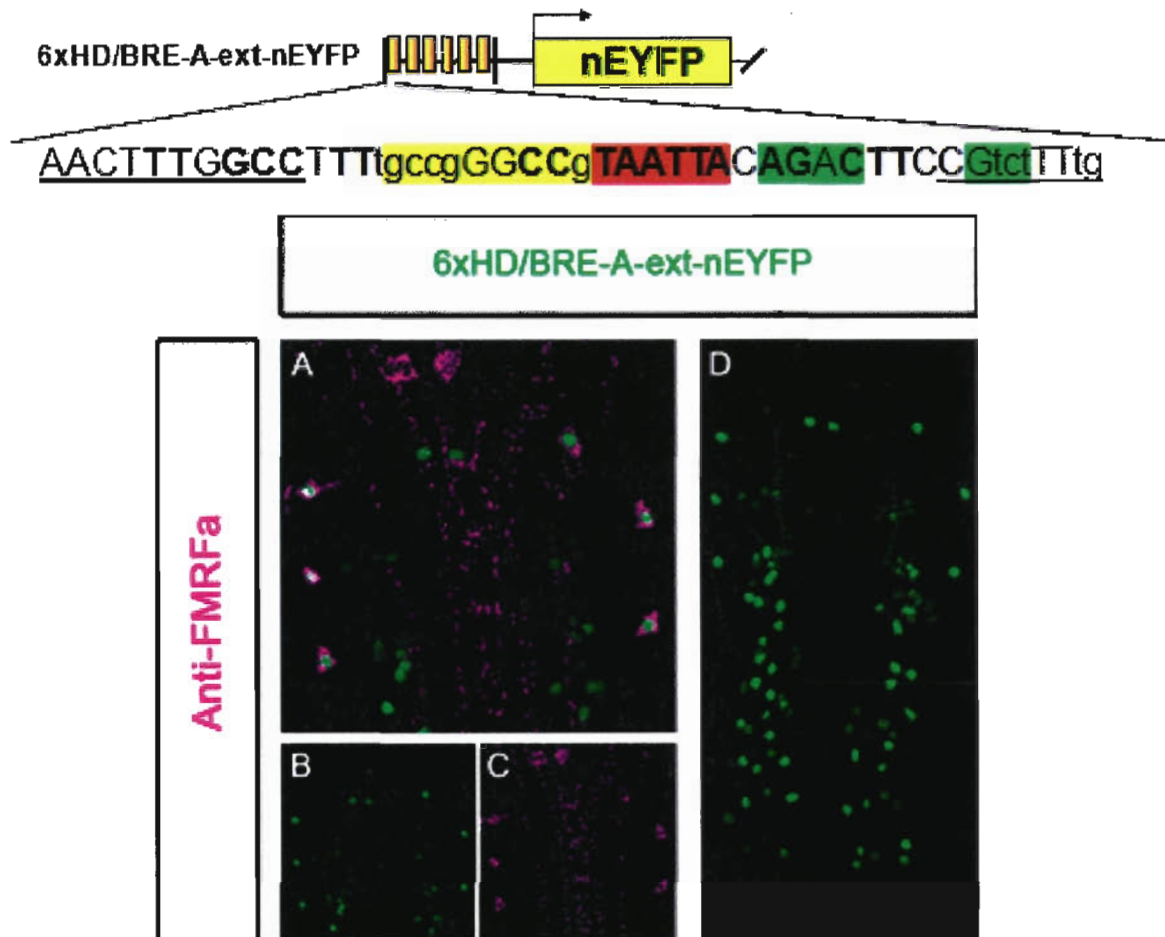 6xHD/BRE-A-ext-nEYFP
nEYFP
AACTTTGGCCTTTtgccgGGCCgTAATTACAGACTTCCGtctTTtg
6xHD/BRE-A-ext-nEYFP
Anti-FMRFa
A
D
B
C